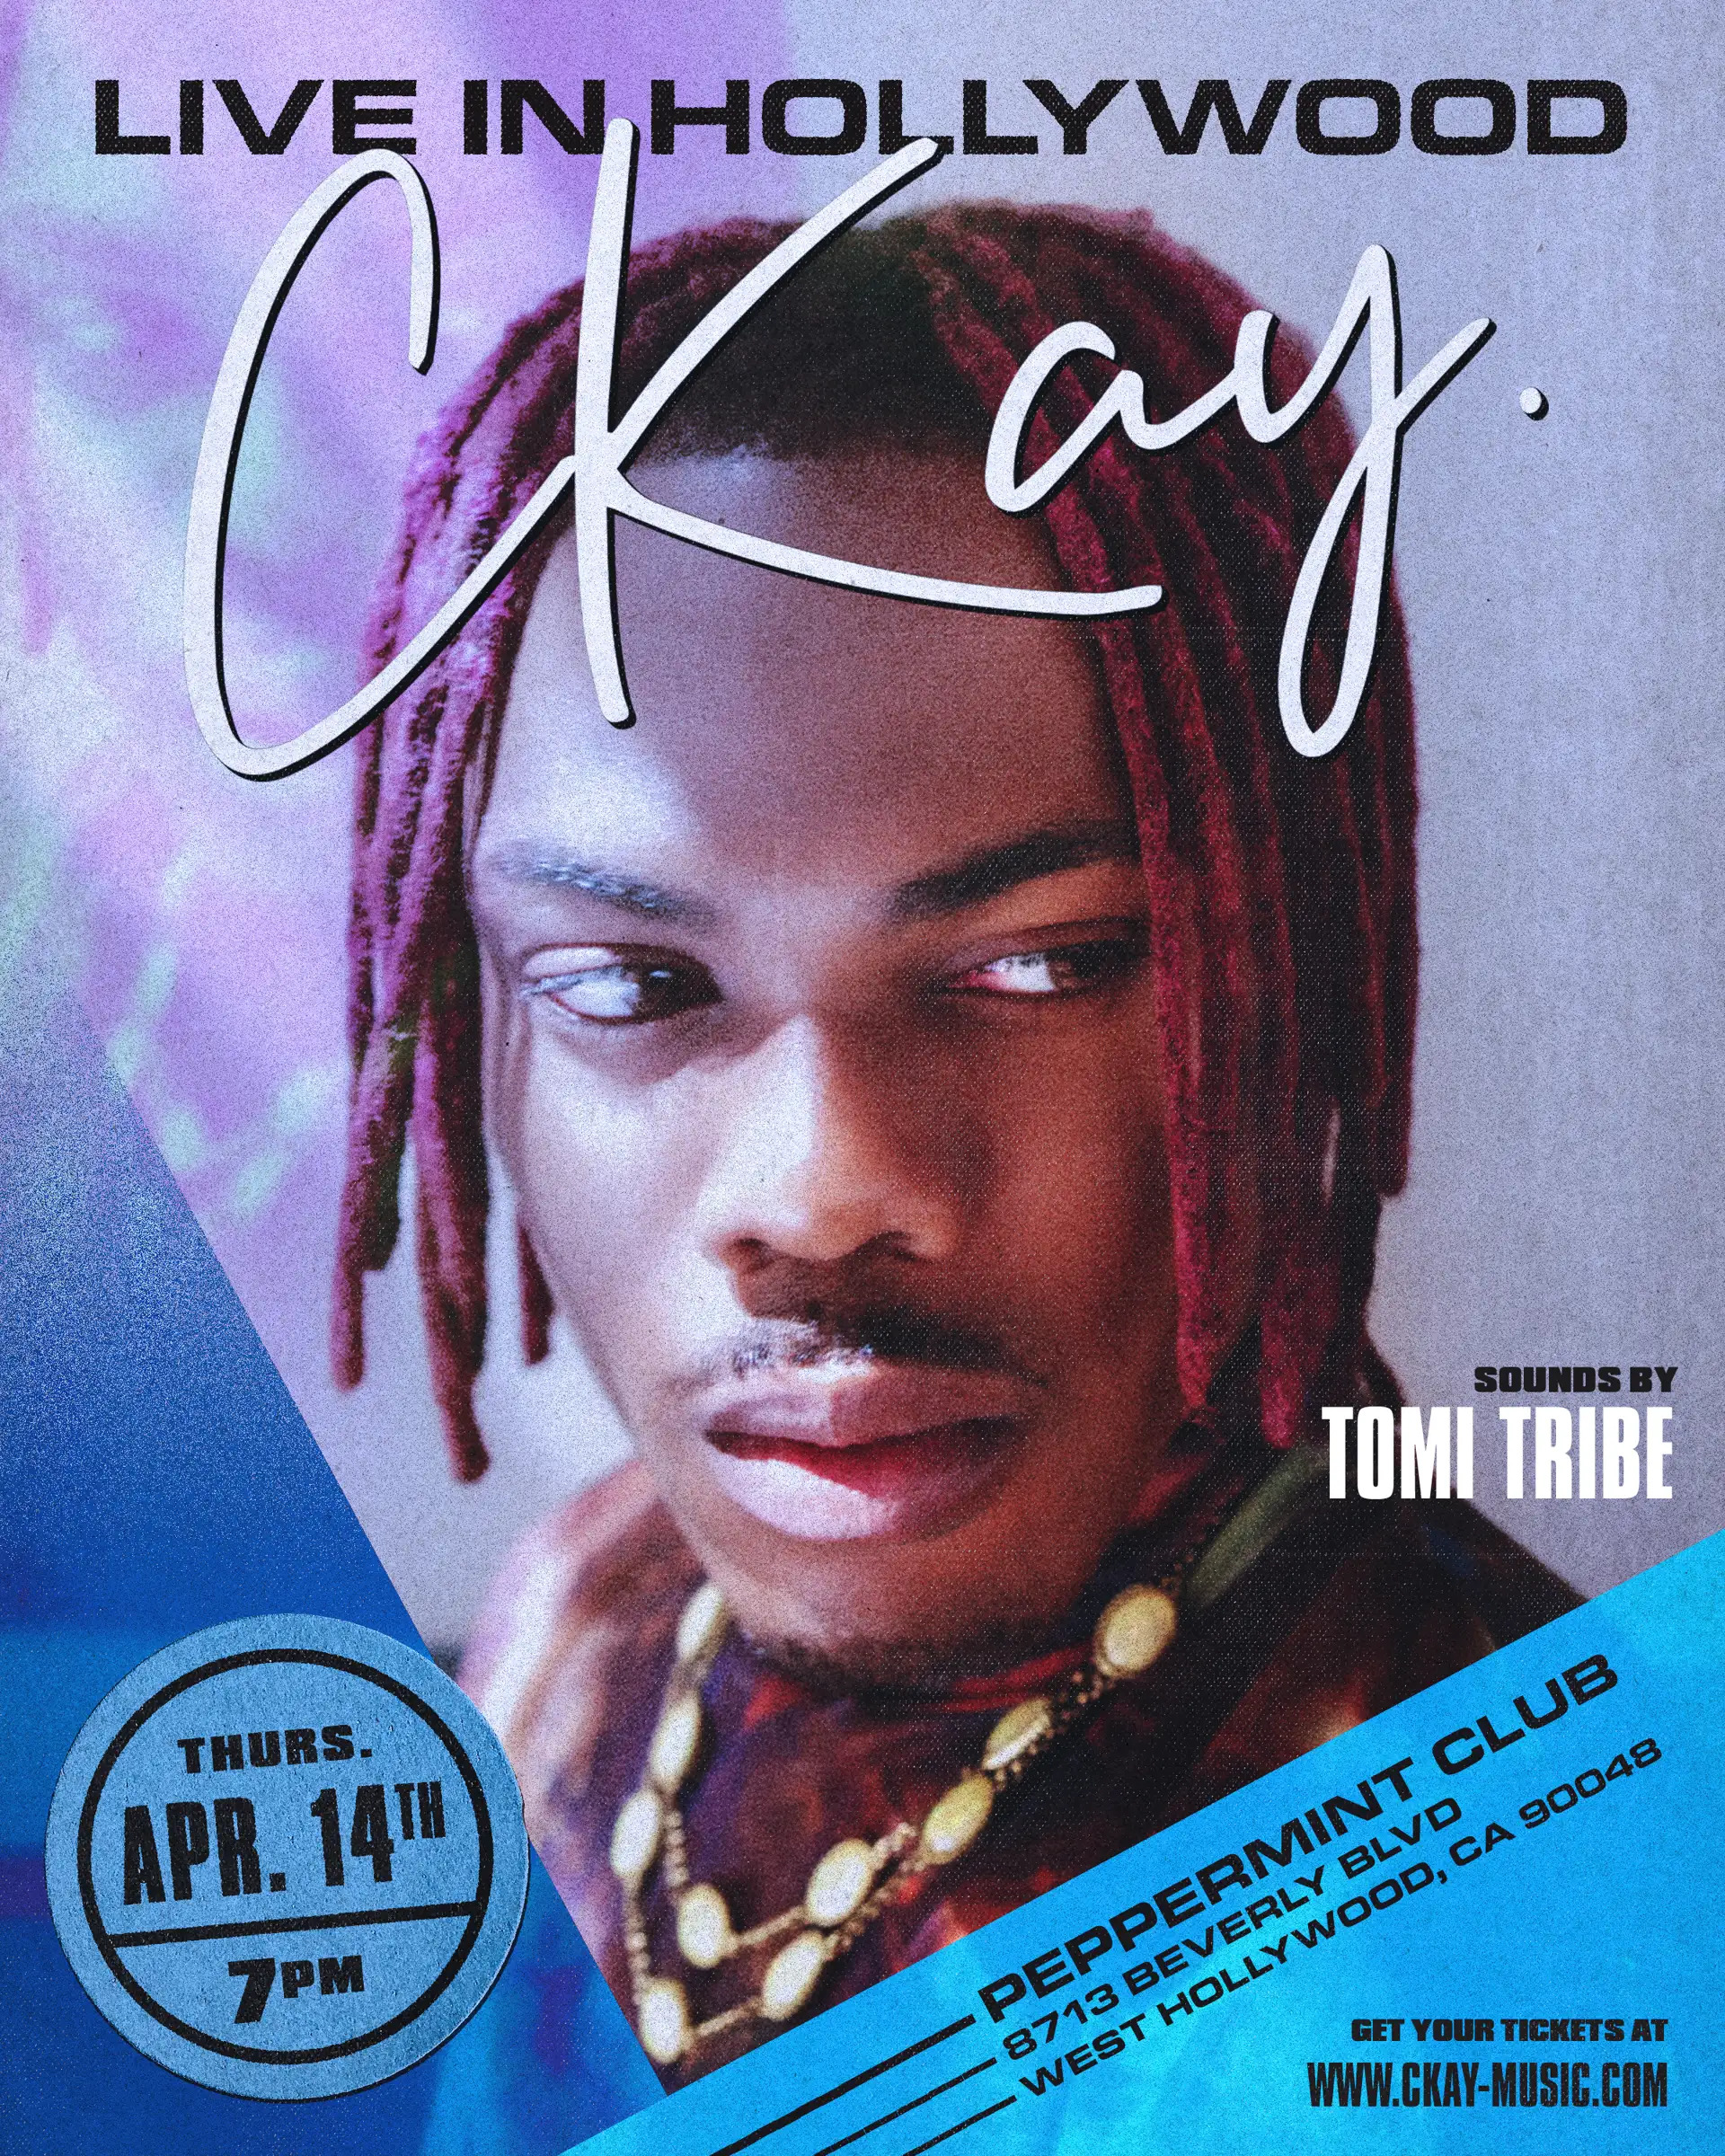 LIVE IN HOLLYWOOD
CKay.
SOUNDS BY
TOMI TRIBE
THURS.
APR. 14TH
7PM
PEPPERMINT CLUB
8713 BEVERLY BLVD
WEST HOLLYWOOD, CA 90048
GET YOUR TICKETS AT
WWW.CKAY-MUSIC.COM